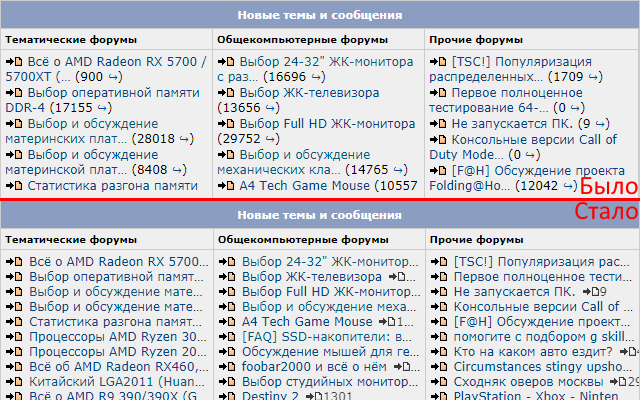 Новые темы и сообщения
Тематические форумы
Всё о AMD Radeon RX 5700 /
5700XT (... (900 ↪)
Выбор оперативной памяти
DDR-4 (17155 ↪)
Выбор и обсуждение
материнских плат... (28018 ↪)
Выбор и обсуждение
материнской плат... (8408 ↪)
Статистика разгона памяти
Общекомпьютерные форумы
Выбор 24-32" ЖК-монитора
с раз... (16696 ↪)
Выбор ЖК-телевизора
(13656 ↪)
Выбор Full HD ЖК-монитора
(29752 ↪)
Выбор и обсуждение
механических кла... (14765 ↪)
A4 Tech Game Mouse (10557
Прочие форумы
[TSC!] Популяризация
распределенных... (1709 ↪)
Первое полноценное
тестирование 64-... (0 ↪)
Не запускается ПК. (9 ↪)
Консольные версии Call of
Duty Mode... (0 ↪)
[F@H] Обсуждение проекта
Folding@Ho... (12042 ↪)
Было
Стало
Новые темы и сообщения
Тематические форумы
Всё о AMD Radeon RX 5700...
Выбор оперативной памят...
Выбор и обсуждение мате...
Выбор и обсуждение мате...
Статистика разгона памят...
Процессоры AMD Ryzen 30...
Процессоры AMD Ryzen 20...
Всё об AMD Radeon RX460,...
Китайский LGA2011 (Huan...
Всё о AMD R9 390/390X (G...
Общекомпьютерные форумы
Выбор 24-32" ЖК-монитор...
Выбор ЖК-телевизора 1...
Выбор Full HD ЖК-монитор...
Выбор и обсуждение меха...
A4 Tech Game Mouse 1...
[FAQ] SSD-накопители: в...
Обсуждение мышей для ге...
foobar2000 и всё о нём 1...
Выбор студийных монитор...
Destiny 2 1301
Прочие форумы
[TSC!] Популяризация рас...
Первое полноценное тести...
Не запускается ПК. 9
Консольные версии Call of ...
[F@H] Обсуждение проект...
помогите с подбором g skill...
Кто на каком авто ездит? 4
Circumstances stingy upsho...
Сходняк оверов москвы 2...
PlayStation - Xbox - Ninten